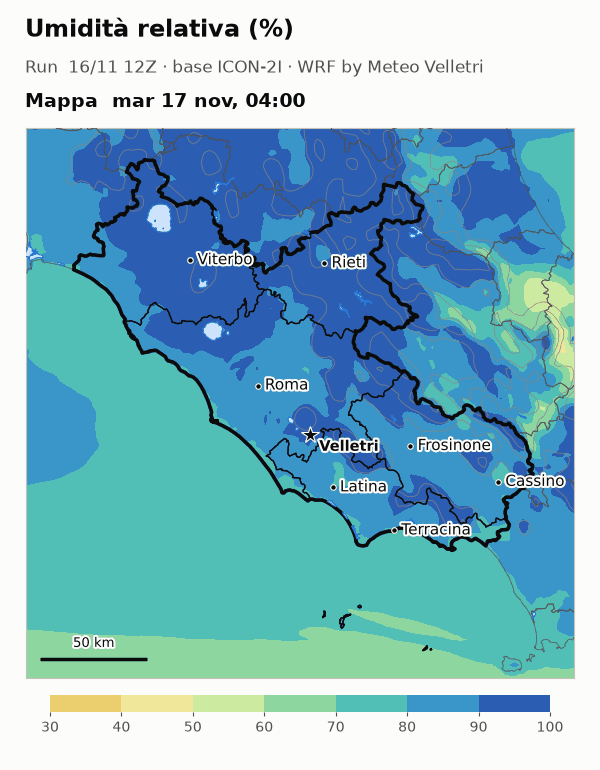 Umidità relativa (%)
Run  16/11 12Z · base ICON-2I · WRF by Meteo Velletri
Mappa  mar 17 nov, 04:00
Viterbo
Rieti
Roma
Velletri
Frosinone
Cassino
Latina
Terracina
50 km
30 40 50 60 70 80 90 100